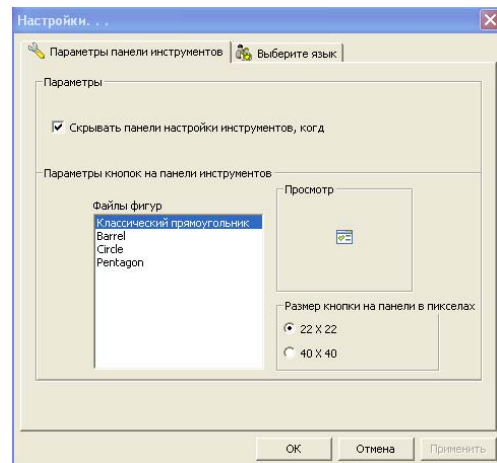 Настройки. . .
Параметры панели инструментов
Выберите язык
Параметры
Скрывать панели настройки инструментов, когд
Параметры кнопок на панели инструментов
Файлы фигур
Классический прямоугольник
Barrel
Circle
Pentagon
Просмотр
Размер кнопки на панели в пикселах
22 X 22
40 X 40
OK
Отмена
Применить